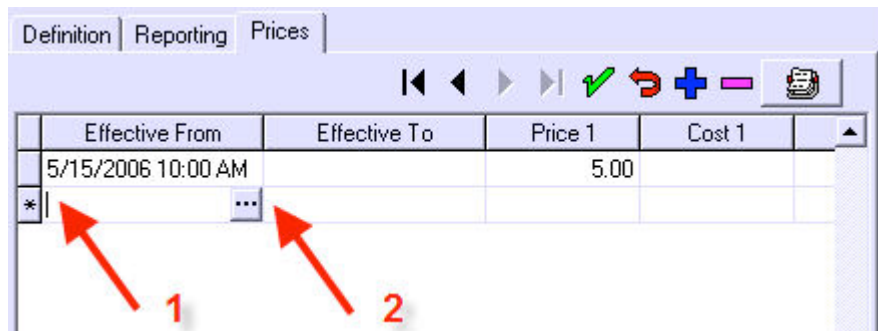 Definition Reporting Prices
Effective From Effective To Price 1 Cost 1
5/15/2006 10:00 AM 5.00
* ...
1 2